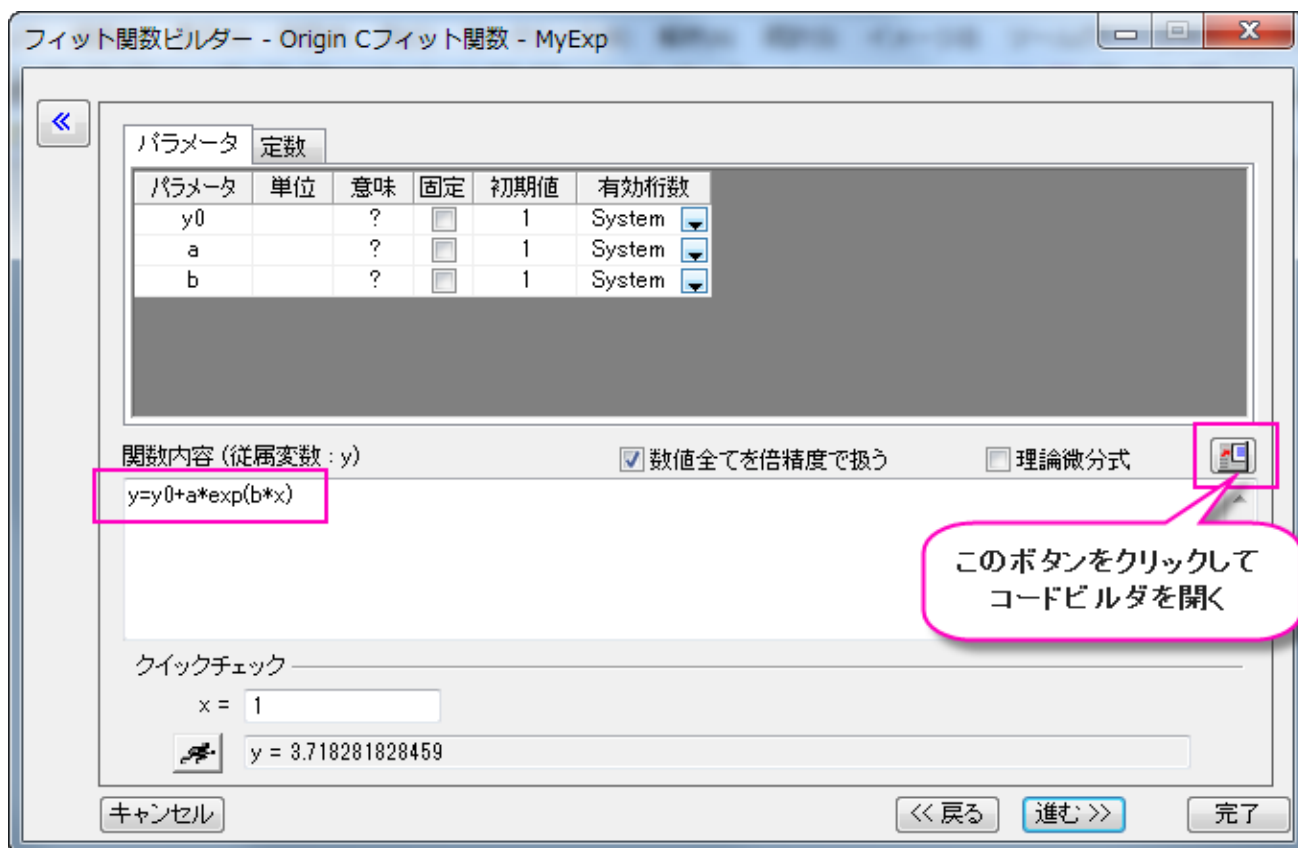 フィット関数ビルダー - Origin Cフィット関数 - MyExp
パラメータ 定数
パラメータ 単位 意味 固定 初期値 有効桁数
y0 ? 1 System
a ? 1 System
b ? 1 System
関数内容 (従属変数 : y) 数値全てを倍精度で扱う 理論微分式
y=y0+a*exp(b*x)
このボタンをクリックして
コードビルダを開く
クイックチェック
x = 1
y = 3.718281828459
キャンセル << 戻る 進む >> 完了